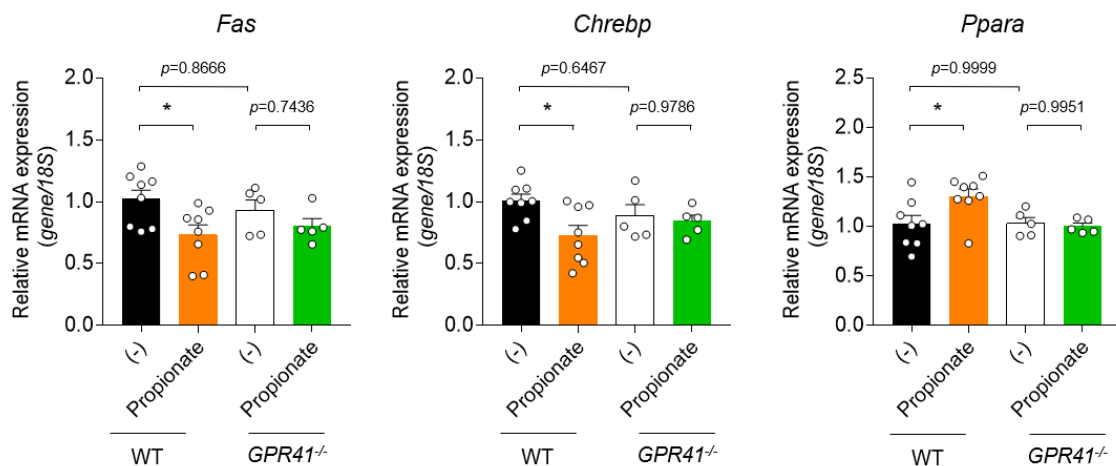 Fas
Relative mRNA expression
(gene/18S)
2.0
1.5
1.0
0.5
0.0
p=0.8666
*
p=0.7436
(-)
Propionate
(-)
Propionate
WT
GPR41-/-
Chrebp
Relative mRNA expression
(gene/18S)
2.0
1.5
1.0
0.5
0.0
p=0.6467
*
p=0.9786
(-)
Propionate
(-)
Propionate
WT
GPR41-/-
Ppara
Relative mRNA expression
(gene/18S)
2.5
2.0
1.5
1.0
0.5
0.0
p=0.9999
*
p=0.9951
(-)
Propionate
(-)
Propionate
WT
GPR41-/-